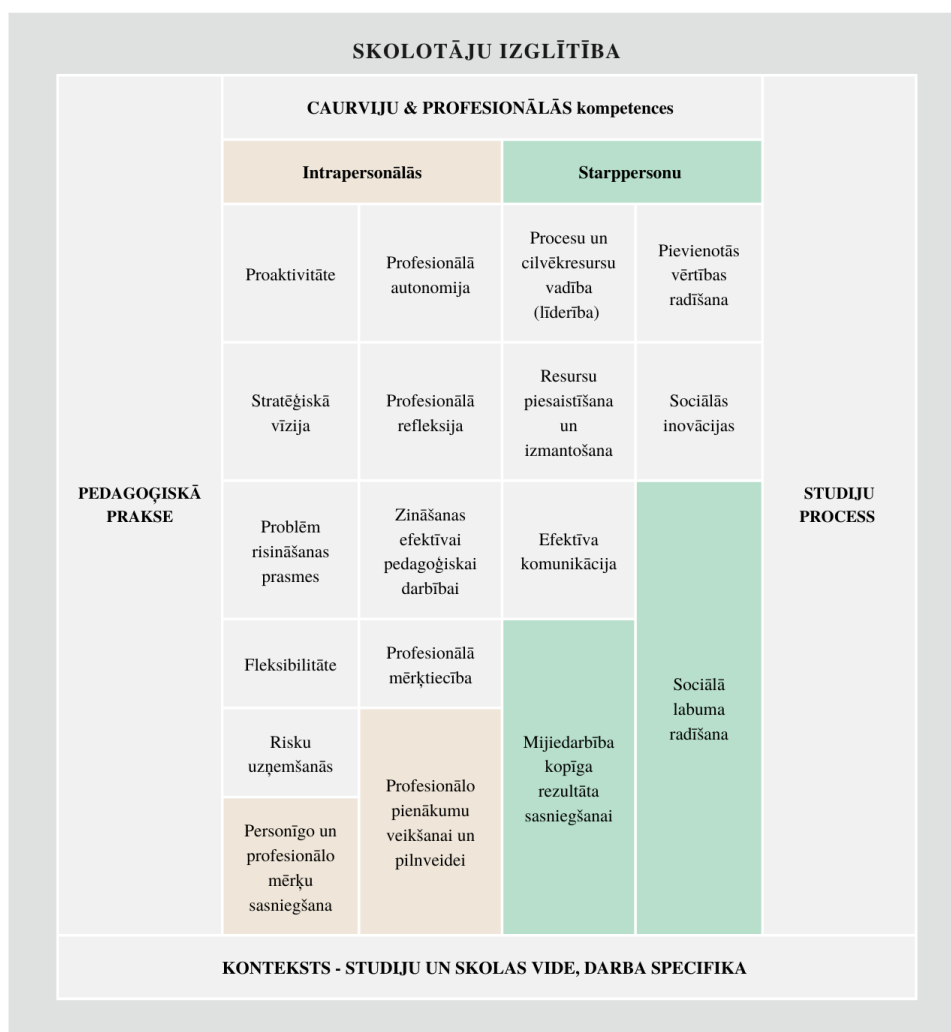 SKOLOTĀJU IZGLĪTĪBA
CAURVIJU & PROFESIONĀLĀS kompetences
Intrapersonālās
Starppersonu
Proaktivitāte
Profesionālā
autonomija
Procesu un
cilvēkresursu
vadība
(līderība)
Pievienotās
vērtības
radīšana
Stratēģiskā
vīzija
Profesionālā
refleksija
Resursu
piesaistīšana
un
izmantošana
Sociālās
inovācijas
PEDAGOĢISKĀ
PRAKSE
Problēm
risināšanas
prasmes
Zināšanas
efektīvai
pedagoģiskai
darbībai
Efektīva
komunikācija
STUDIJU
PROCESS
Fleksibilitāte
Profesionālā
mērķtiecība
Mijiedarbība
kopīga
rezultāta
sasniegšanai
Sociālā
labuma
radīšana
Risku
uzņemšanās
Profesionālo
pienākumu
veikšanai un
pilnveidei
Personīgo un
profesionālo
mērķu
sasniegšana
KONTEKSTS - STUDIJU UN SKOLAS VIDE, DARBA SPECIFIKA